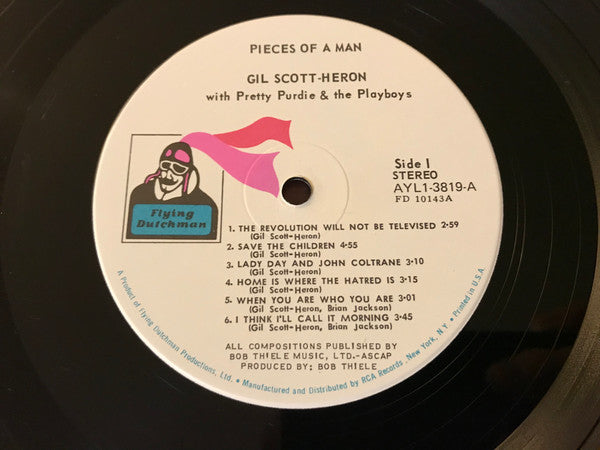 PIECES OF A MAN
GIL SCOTT-HERON
with Pretty Purdie & the Playboys
Side 1
STEREO
AYL1-3819-A
FD 10143A
Flying
Dutchman
1. THE REVOLUTION WILL NOT BE TELEVISED 2·59
(Gil Scott-Heron)
2. SAVE THE CHILDREN 4·55
(Gil Scott-Heron)
3. LADY DAY AND JOHN COLTRANE 3·10
(Gil Scott-Heron)
4. HOME IS WHERE THE HATRED IS 3·15
(Gil Scott-Heron)
5. WHEN YOU ARE WHO YOU ARE 3·01
(Gil Scott-Heron, Brian Jackson)
6. I THINK I'LL CALL IT MORNING 3·45
(Gil Scott-Heron, Brian Jackson)
ALL COMPOSITIONS PUBLISHED BY
BOB THIELE MUSIC, LTD.-ASCAP
PRODUCED BY; BOB THIELE
A Product of Flying Dutchman Productions, Ltd. • Manufactured and Distributed by RCA Records, New York, N.Y. • Printed in U.S.A.